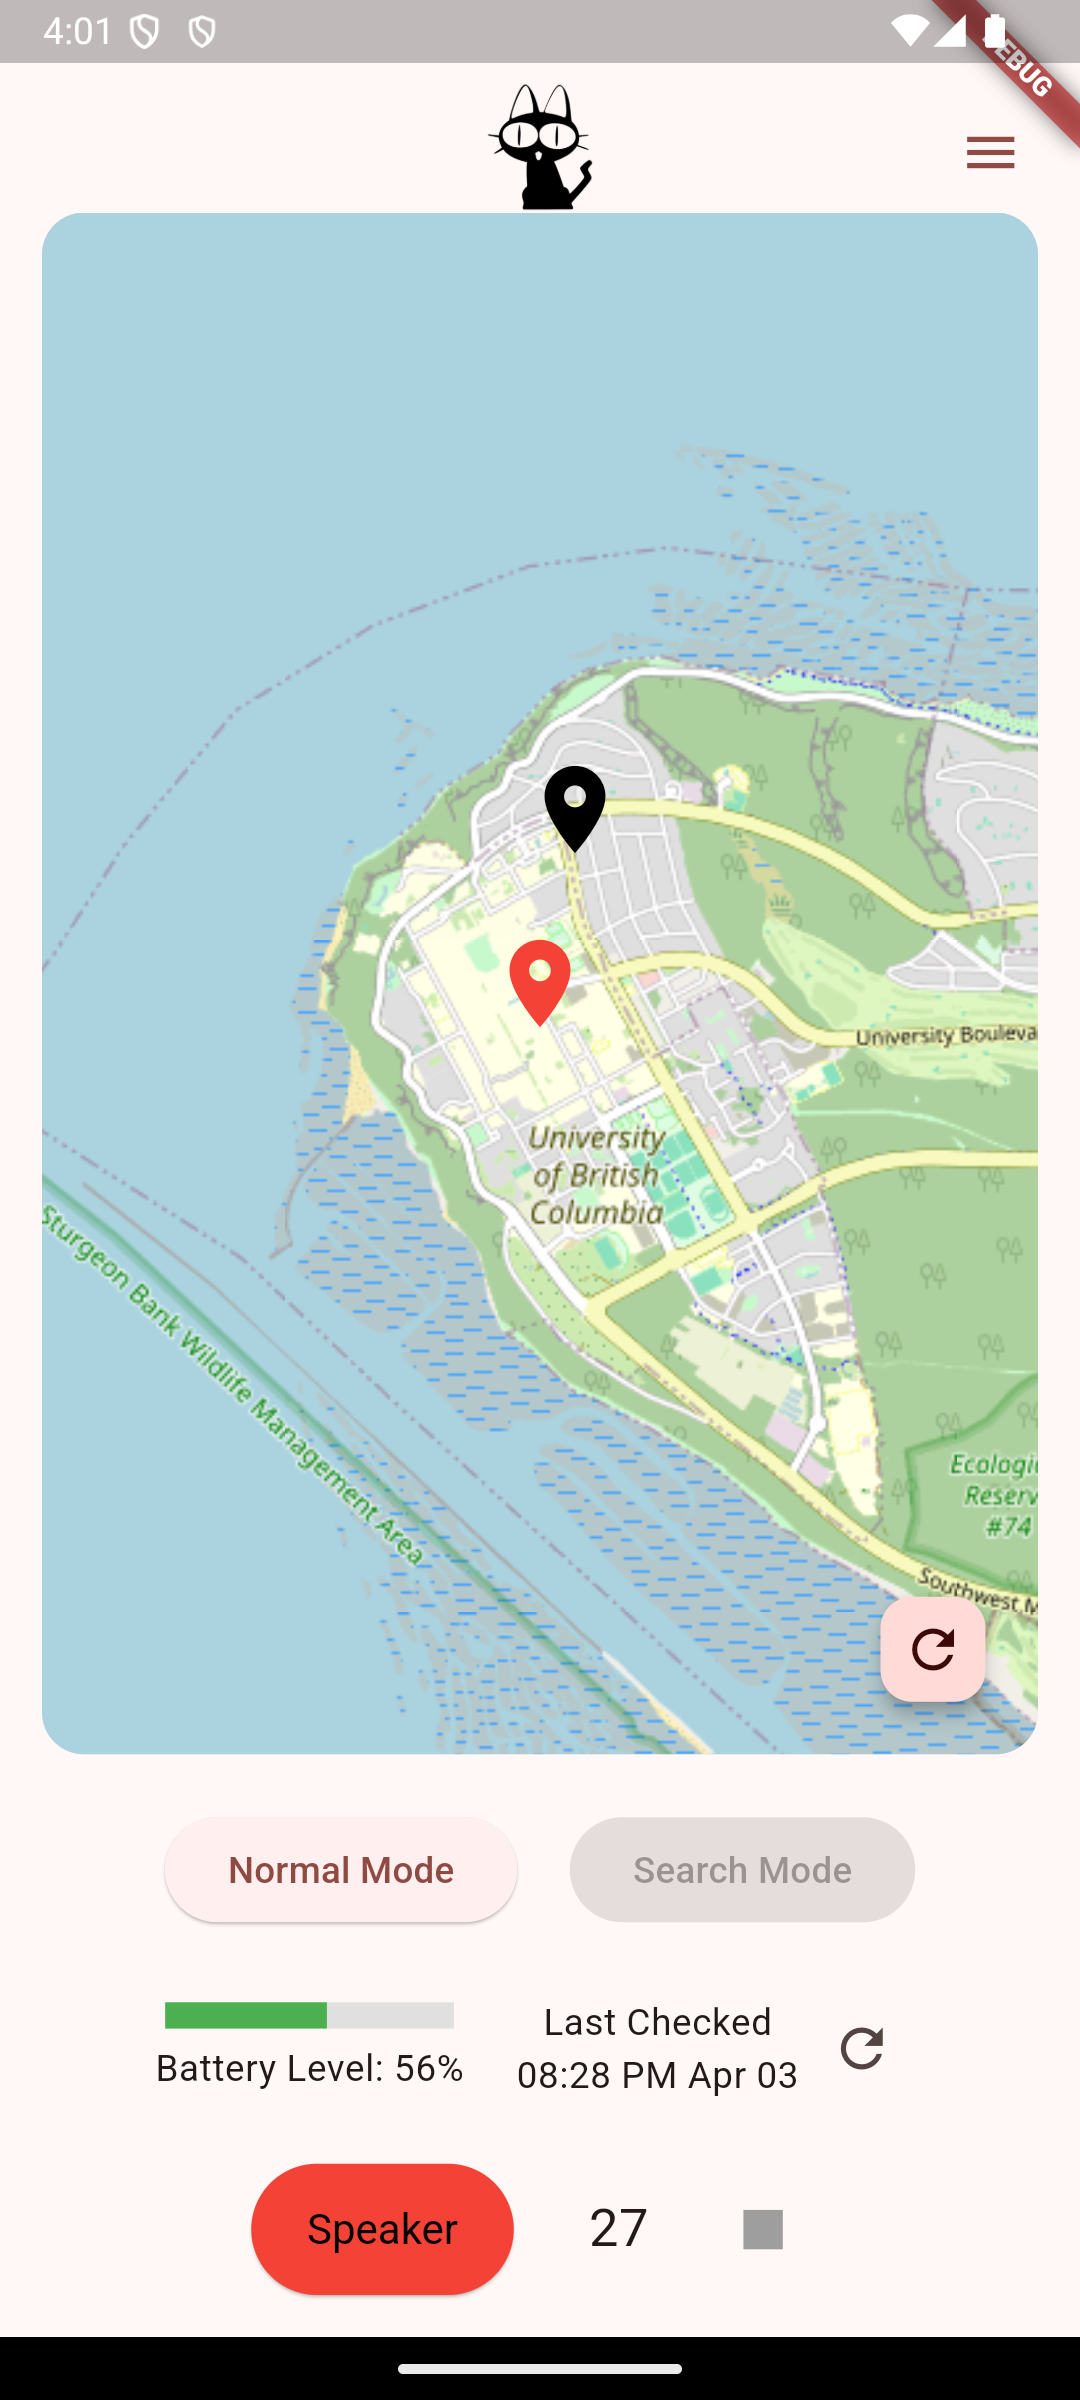 4:01
EBUG
University Bouleva
University
of British
Columbia
Sturgeon Bank Wildlife Management Area
Ecologi
Reserv
#74
Southwest M
Normal Mode
Search Mode
Battery Level: 56%
Last Checked
08:28 PM Apr 03
Speaker
27